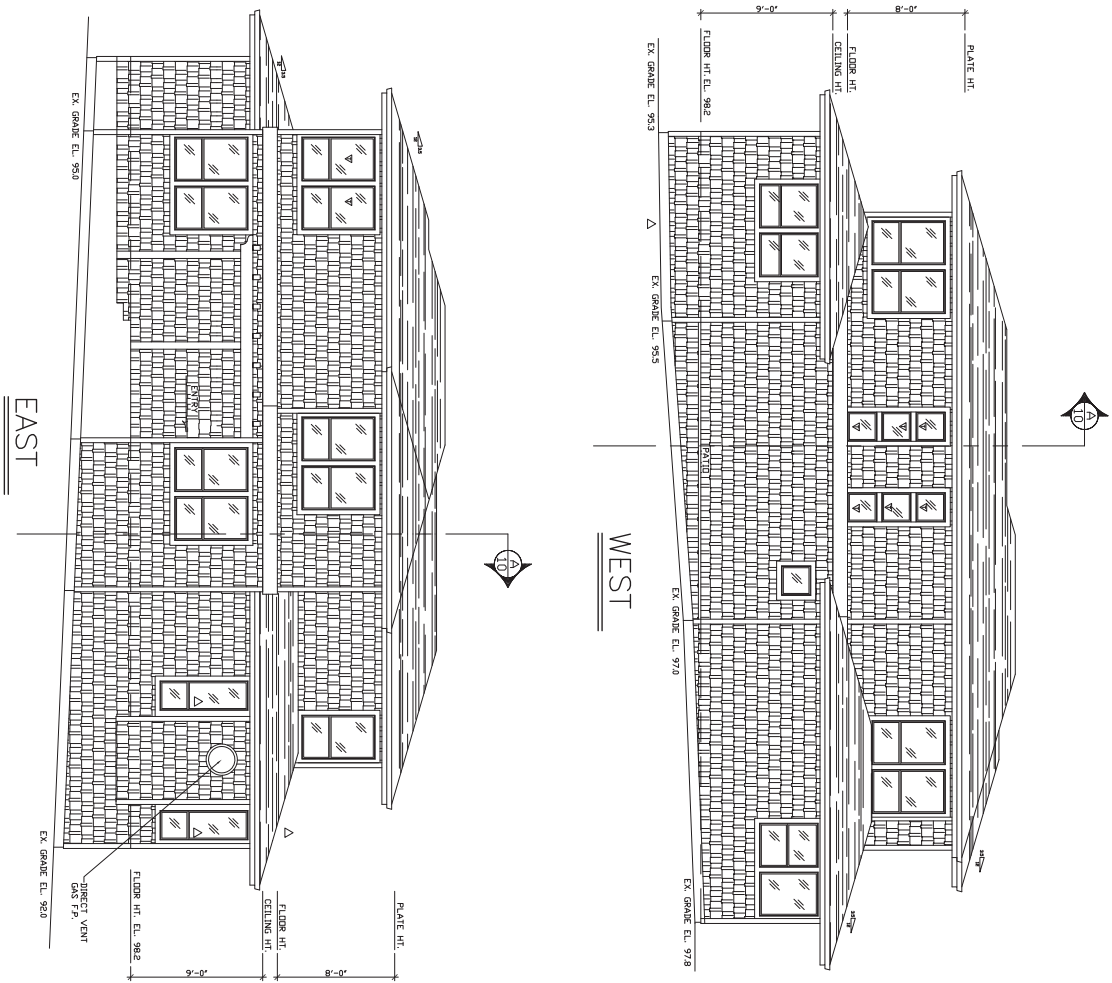 PLATE HT.
8'-0"
FLOOR HT.
CEILING HT.
9'-0"
FLOOR HT. EL. 98.2
EX. GRADE EL. 95.3
EX. GRADE EL. 95.5
PATIO
EX. GRADE EL. 97.0
EX. GRADE EL. 97.8
A
10
WEST
A
10
EX. GRADE EL. 95.0
ENTRY
PLATE HT.
8'-0"
FLOOR HT.
CEILING HT.
9'-0"
FLOOR HT. EL. 98.2
DIRECT VENT
GAS F.P.
EX. GRADE EL. 92.0
EAST